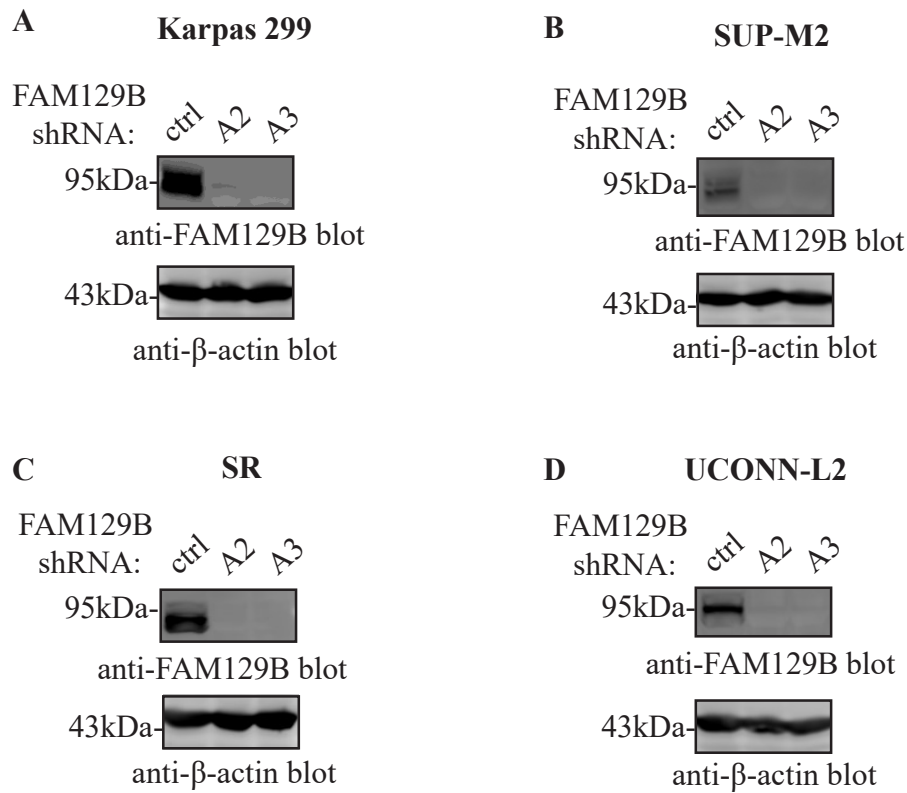 A
Karpas 299
FAM129B
shRNA:
ctrl
A2
A3
95kDa-
anti-FAM129B blot
43kDa-
anti-β-actin blot
B
SUP-M2
FAM129B
shRNA:
ctrl
A2
A3
95kDa-
anti-FAM129B blot
43kDa-
anti-β-actin blot
C
SR
FAM129B
shRNA:
ctrl
A2
A3
95kDa-
anti-FAM129B blot
43kDa-
anti-β-actin blot
D
UCONN-L2
FAM129B
shRNA:
ctrl
A2
A3
95kDa-
anti-FAM129B blot
43kDa-
anti-β-actin blot